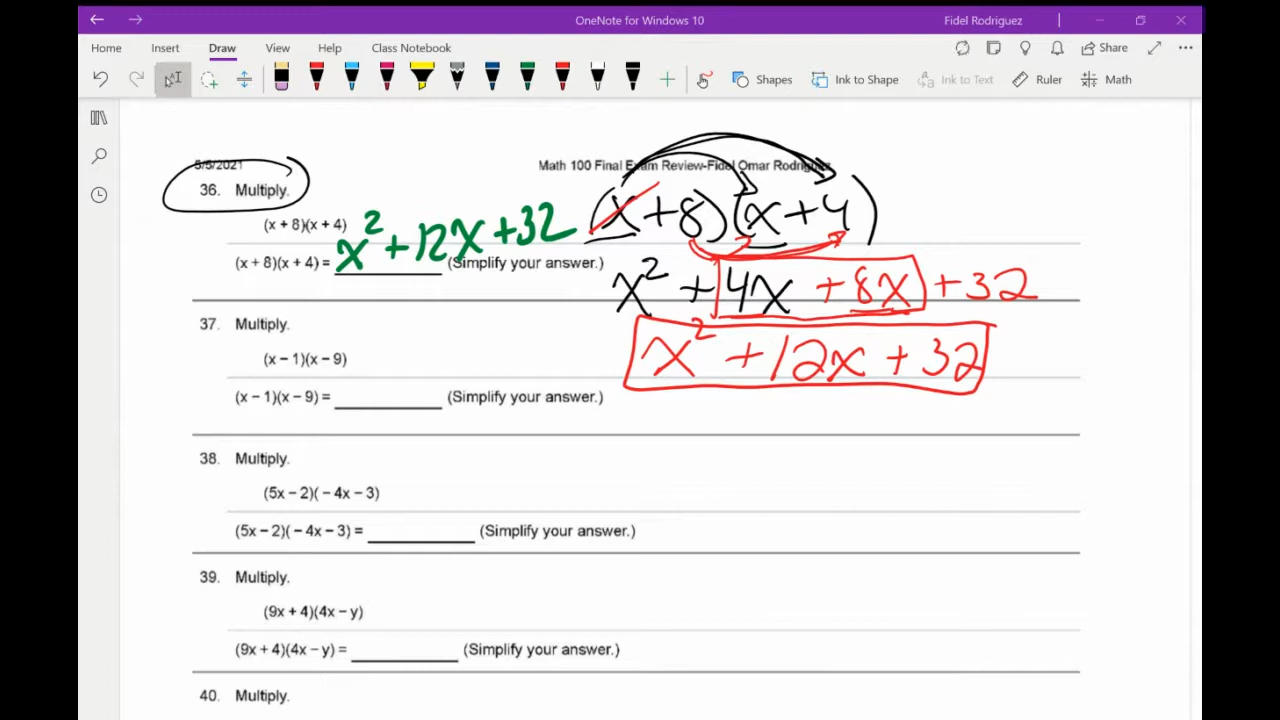 OneNote for Windows 10
Fidel Rodriguez
Home Insert Draw View Help Class Notebook Share
Shapes Ink to Shape Ink to Text Ruler Math
5/5/2021
Math 100 Final Exam Review-Fidel Omar Rodriguez
36. Multiply.
(x + 8)(x + 4)
(x + 8)(x + 4) = x² + 12x + 32 (Simplify your answer.)
(x + 8)(x + 4)
x² + 4x + 8x + 32
x² + 12x + 32
37. Multiply.
(x − 1)(x − 9)
(x − 1)(x − 9) = (Simplify your answer.)
38. Multiply.
(5x − 2)( − 4x − 3)
(5x − 2)( − 4x − 3) = (Simplify your answer.)
39. Multiply.
(9x + 4)(4x − y)
(9x + 4)(4x − y) = (Simplify your answer.)
40. Multiply.